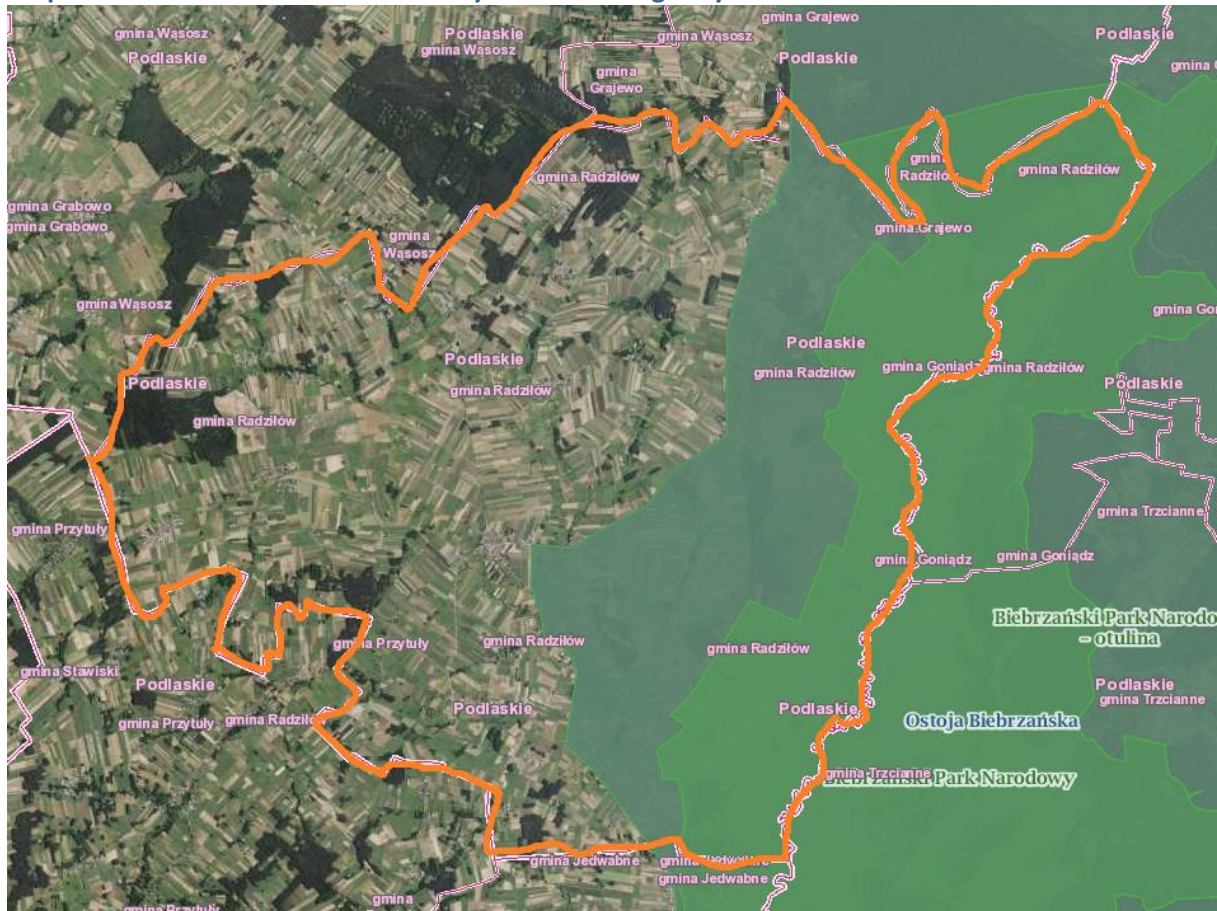 gmina Grajewo
Podlaskie
gmina Wąsosz
Podlaskie
gmina Wąsosz
gmina Wąsosz
Podlaskie
Podlaskie
Podlaskie
gmina
Grajewo
gmina Radziłów
gmina
Radziłów
gmina Radziłów
gmina Grabowo
gmina Grabowo
gmina
Wąsosz
gmina Grajewo
gmina Wąsosz
Podlaskie
Podlaskie
gmina Radziłów
gmina Goniądz
gmina Radziłów
Podlaskie
Podlaskie
gmina Radziłów
gmina Radziłów
gmina Trzcianne
gmina Przytuły
gmina Goniądz
gmina Goniądz
Biebrzański Park Narodo
- otulina
gmina Przytuły
gmina Radziłów
gmina Radziłów
gmina Stawiski
Podlaskie
Podlaskie
gmina Trzcianne
gmina Przytuły
gmina Radziłów
Podlaskie
Podlaskie
Ostoja Biebrzańska
gmina Trzcianne
Biebrzański Park Narodowy
gmina Jedwabne
gmina Jedwabne
gmina Jedwabne
gmina
gmina Przytuły